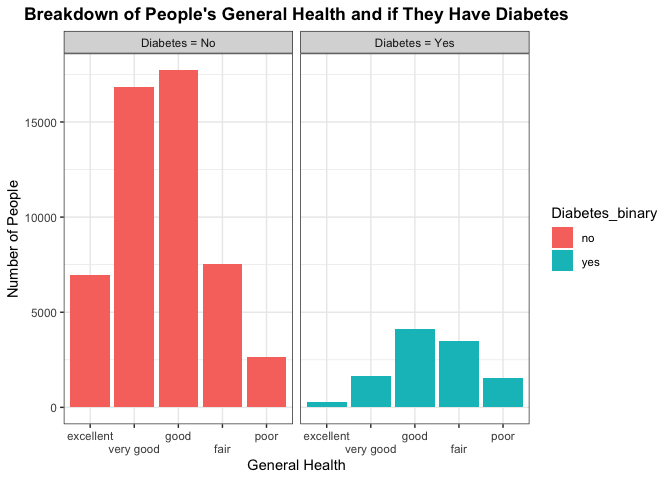 Breakdown of People's General Health and if They Have Diabetes
Diabetes = No
Diabetes = Yes
15000
10000
5000
0
Number of People
excellent
very good
good
fair
poor
excellent
very good
good
fair
poor
General Health
Diabetes_binary
no
yes